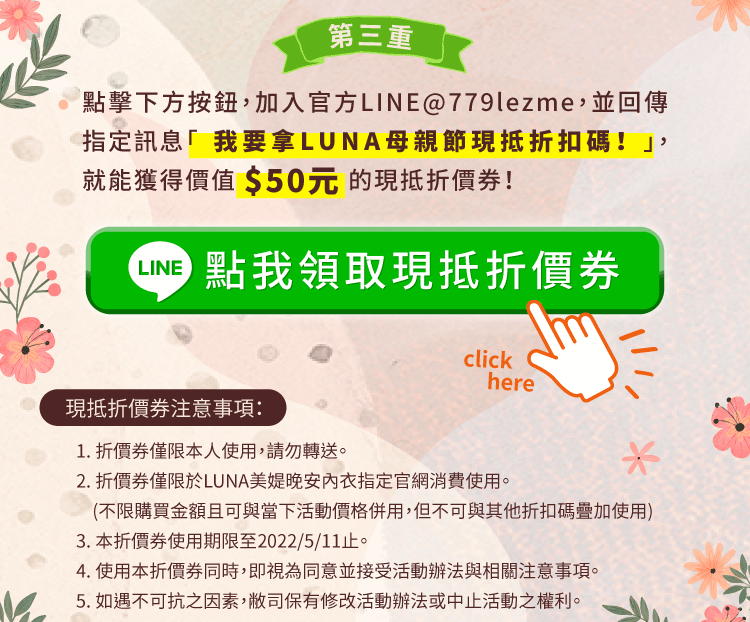 第三重
點擊下方按鈕，加入官方LINE@779lezme，並回傳
指定訊息「 我要拿LUNA母親節現抵折扣碼！」，
就能獲得價值 $50元 的現抵折價券！
LINE 點我領取現抵折價券
click
here
現抵折價券注意事項：
1. 折價券僅限本人使用，請勿轉送。
2. 折價券僅限於LUNA美媞晚安內衣指定官網消費使用。
(不限購買金額且可與當下活動價格併用，但不可與其他折扣碼疊加使用)
3. 本折價券使用期限至2022/5/11止。
4. 使用本折價券同時，即視為同意並接受活動辦法與相關注意事項。
5. 如遇不可抗之因素，敝司保有修改活動辦法或中止活動之權利。